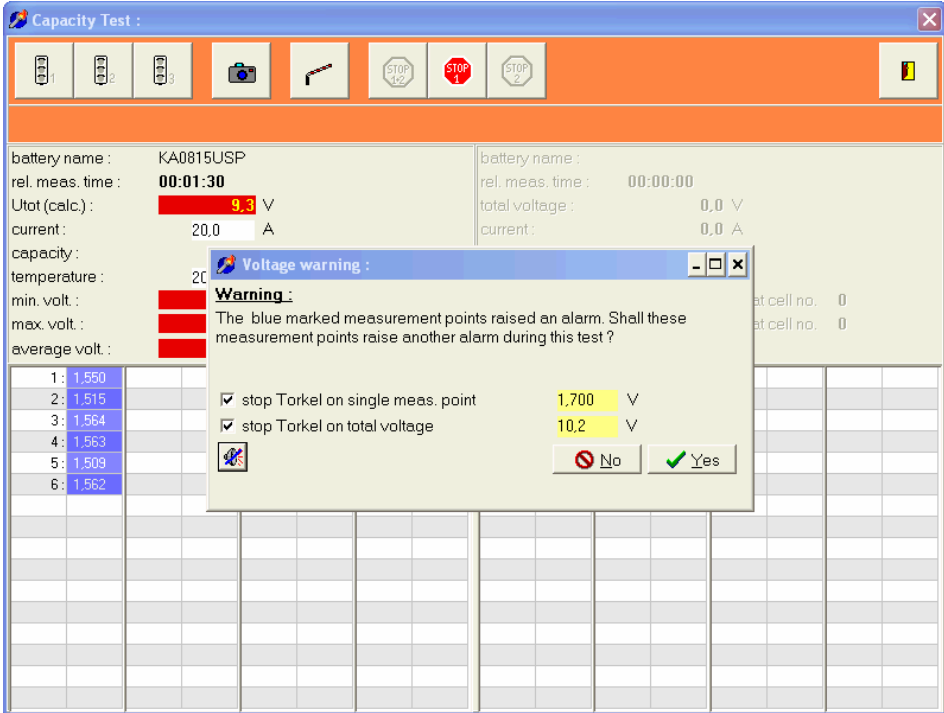 Capacity Test :
1 2 3 STOP 1+2 STOP 1 STOP 2
battery name : KA0815USP
rel. meas. time : 00:01:30
Utot (calc.) : 9,3 V
current : 20,0 A
capacity :
temperature : 20
min. volt. :
max. volt. :
average volt. :
battery name :
rel. meas. time : 00:00:00
total voltage : 0,0 V
current : 0,0 A
at cell no. 0
at cell no. 0
Voltage warning :
Warning :
The blue marked measurement points raised an alarm. Shall these
measurement points raise another alarm during this test ?
stop Torkel on single meas. point 1,700 V
stop Torkel on total voltage 10,2 V
No Yes
1 : 1,550
2 : 1,515
3 : 1,564
4 : 1,563
5 : 1,509
6 : 1,562